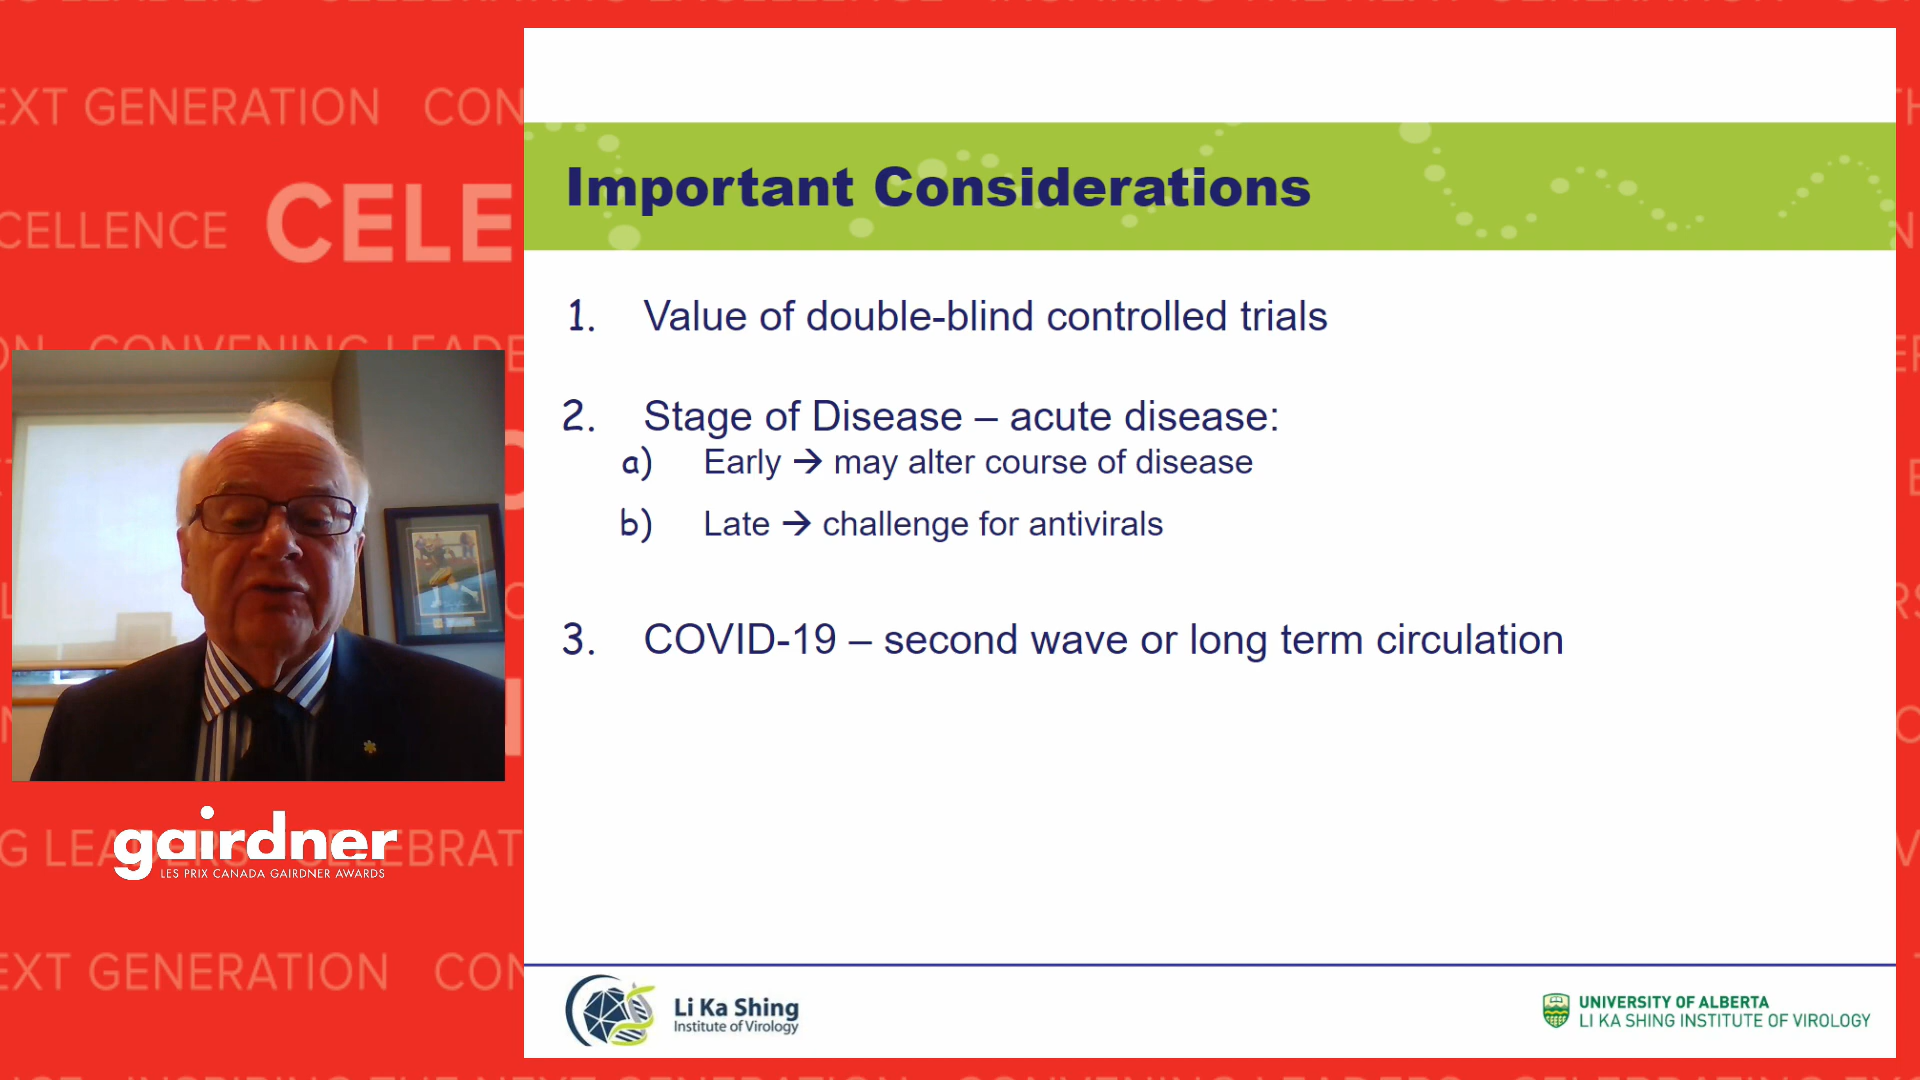 EXT GENERATION CON
CELLENCE CELE
CONVENING LEADE
gairdner
LES PRIX CANADA GAIRDNER AWARDS
G LEADERS CELEBRAT
EXT GENERATION CON
Important Considerations
1. Value of double-blind controlled trials
2. Stage of Disease – acute disease:
a) Early → may alter course of disease
b) Late → challenge for antivirals
3. COVID-19 – second wave or long term circulation
Li Ka Shing
Institute of Virology
UNIVERSITY OF ALBERTA
LI KA SHING INSTITUTE OF VIROLOGY